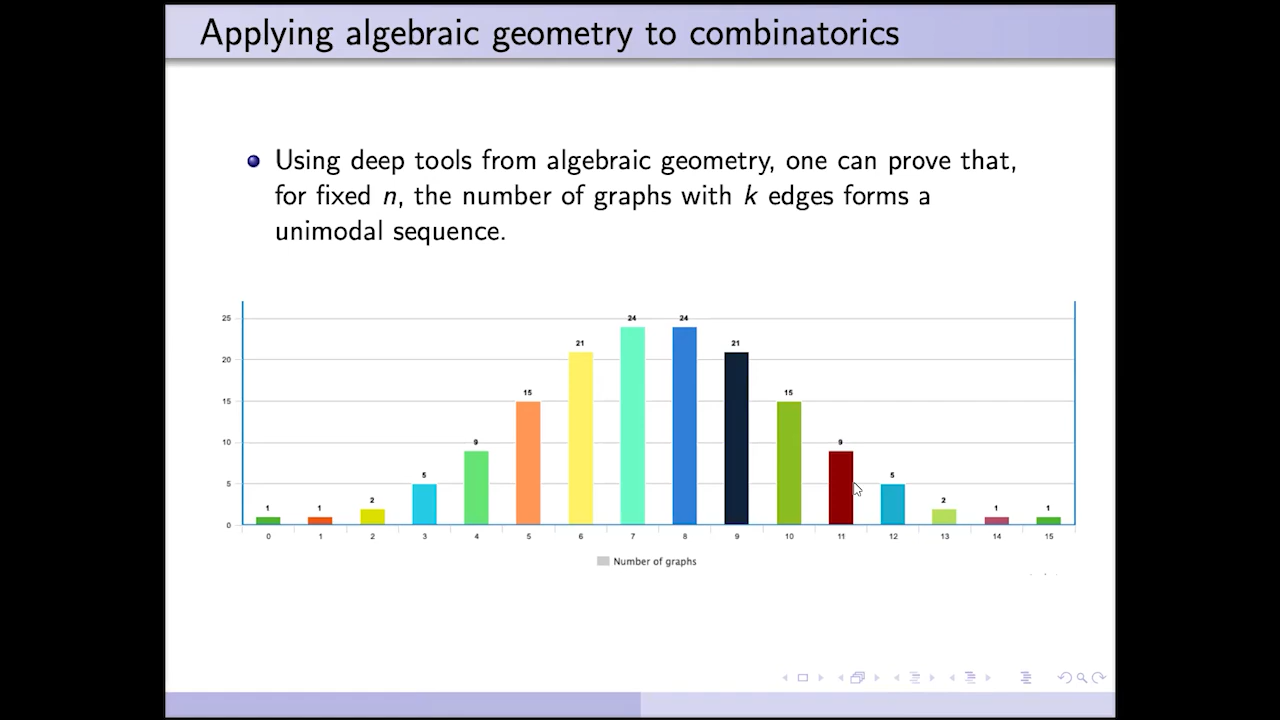 Applying algebraic geometry to combinatorics
Using deep tools from algebraic geometry, one can prove that,
for fixed n, the number of graphs with k edges forms a
unimodal sequence.
25
20
15
10
5
0
1 1 2 5 9 15 21 24 24 21 15 9 5 2 1 1
0 1 2 3 4 5 6 7 8 9 10 11 12 13 14 15
Number of graphs